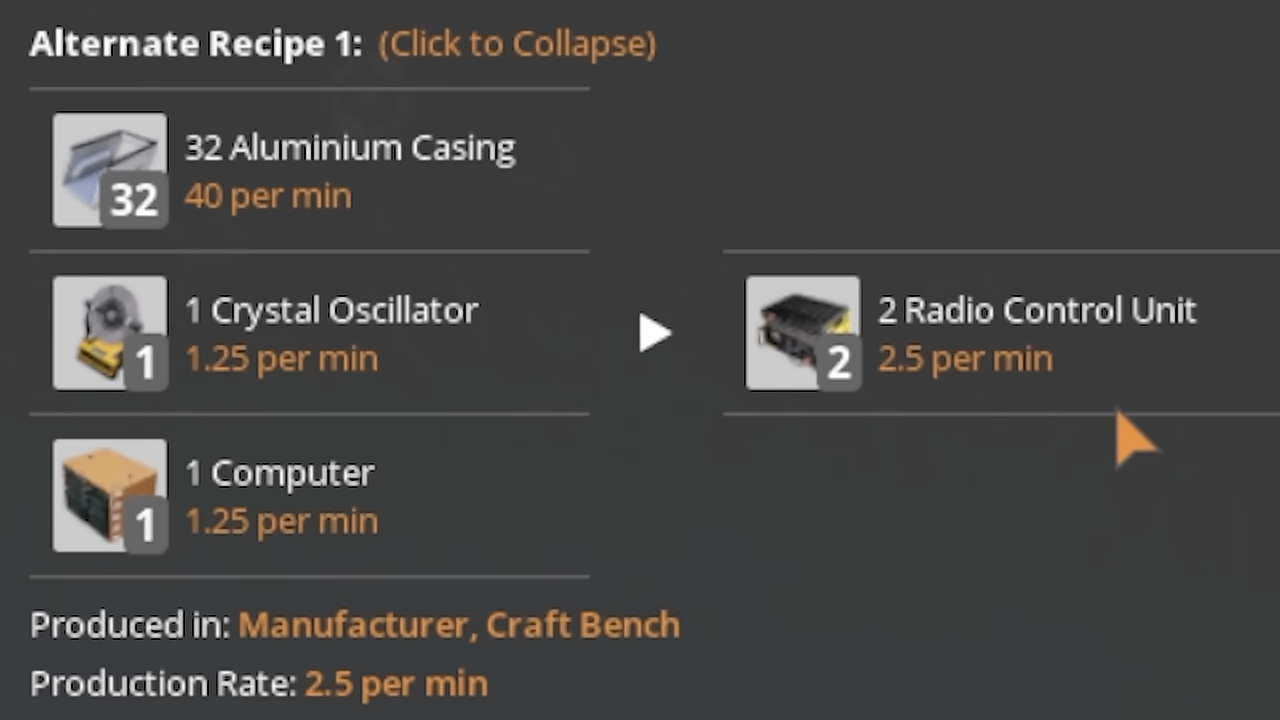 Alternate Recipe 1: (Click to Collapse)
32 Aluminium Casing
32
40 per min
1 Crystal Oscillator
1
1.25 per min
2 Radio Control Unit
2
2.5 per min
1 Computer
1
1.25 per min
Produced in: Manufacturer, Craft Bench
Production Rate: 2.5 per min